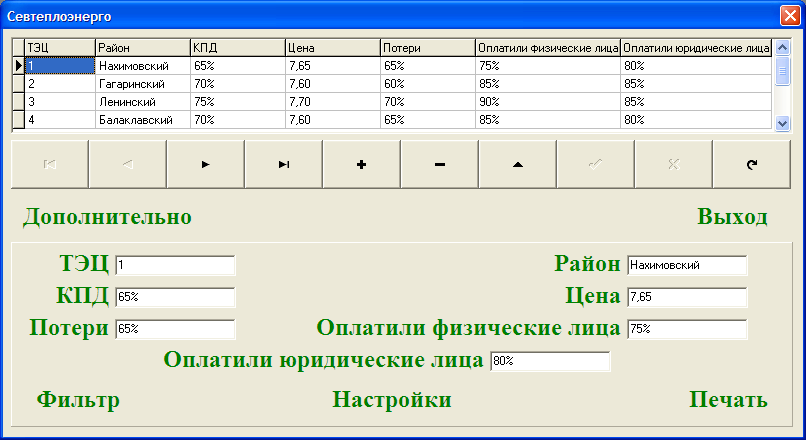 Севтеплоэнерго
ТЭЦ Район КПД Цена Потери Оплатили физические лица Оплатили юридические лица
1 Нахимовский 65% 7,65 65% 75% 80%
2 Гагаринский 70% 7,60 60% 85% 85%
3 Ленинский 75% 7,70 70% 90% 85%
4 Балаклавский 70% 7,60 65% 85% 80%
Дополнительно Выход
ТЭЦ 1 Район Нахимовский
КПД 65% Цена 7,65
Потери 65% Оплатили физические лица 75%
Оплатили юридические лица 80%
Фильтр Настройки Печать